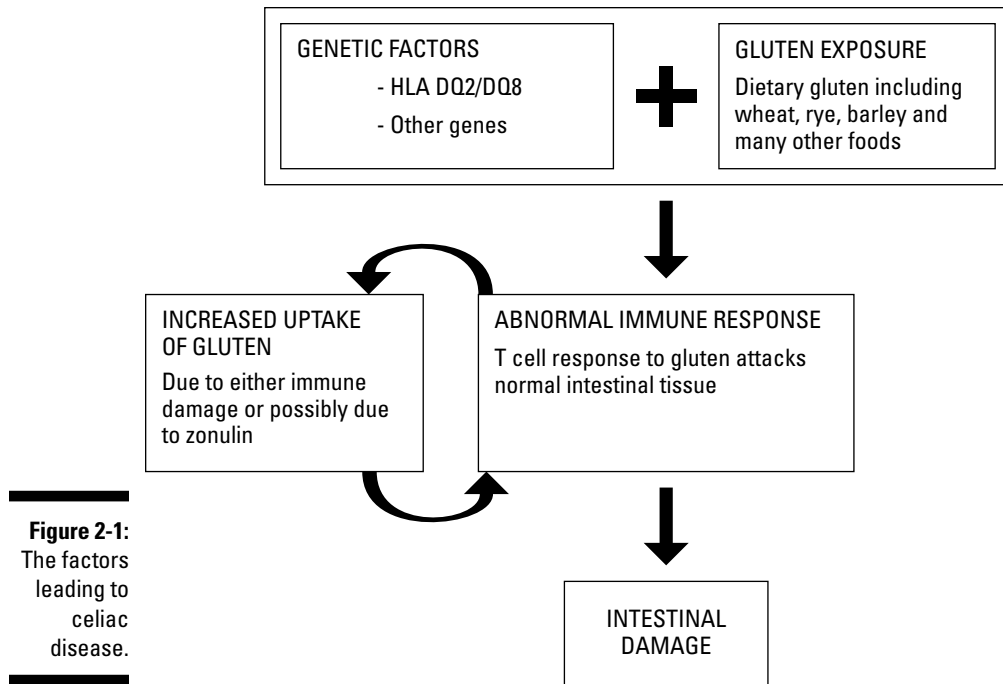 GENETIC FACTORS
- HLA DQ2/DQ8
- Other genes
GLUTEN EXPOSURE
Dietary gluten including
wheat, rye, barley and
many other foods
INCREASED UPTAKE
OF GLUTEN
Due to either immune
damage or possibly due
to zonulin
ABNORMAL IMMUNE RESPONSE
T cell response to gluten attacks
normal intestinal tissue
Figure 2-1:
The factors
leading to
celiac
disease.
INTESTINAL
DAMAGE